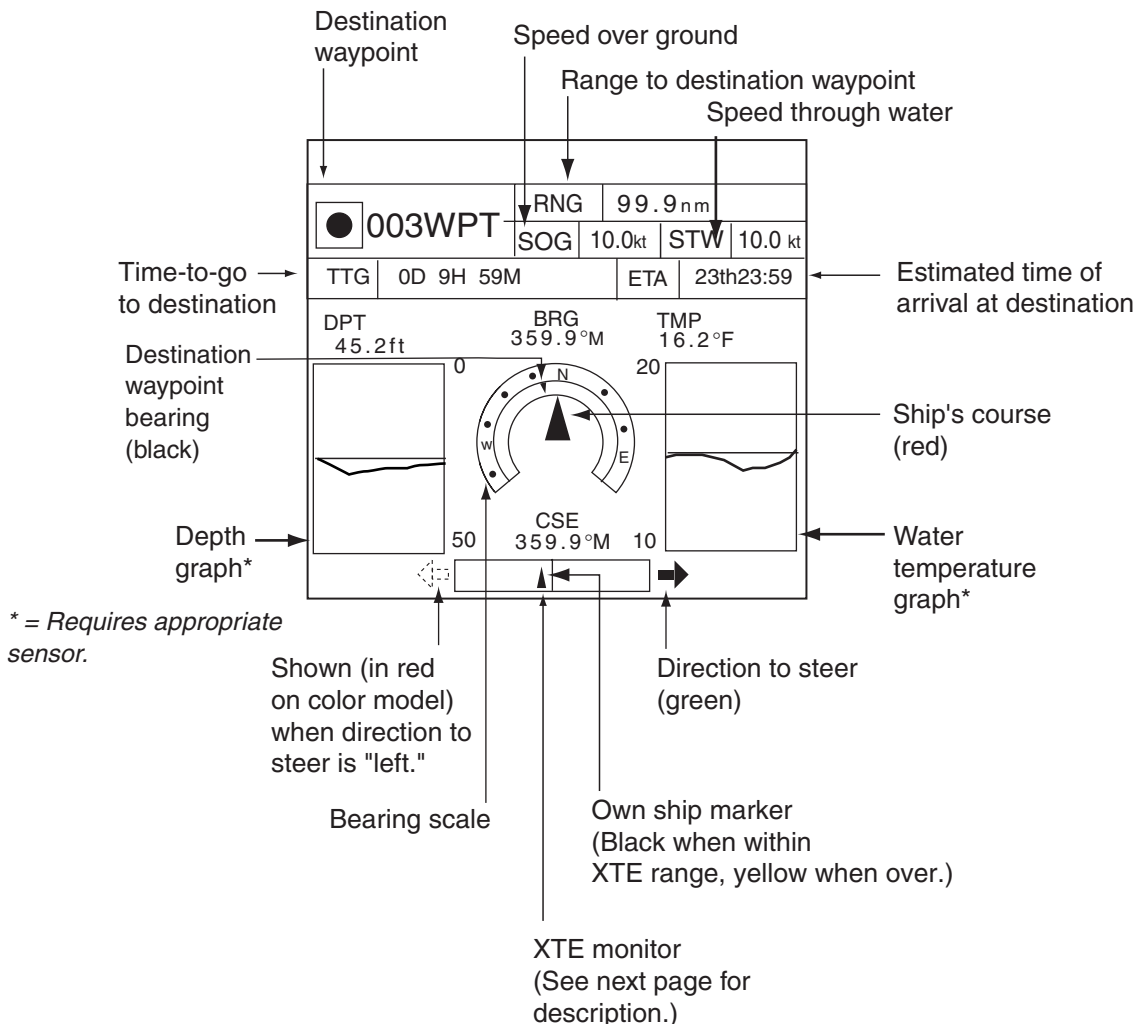 Destination
waypoint
Speed over ground
Range to destination waypoint
Speed through water
RNG 99.9nm
003WPT
SOG 10.0kt STW 10.0 kt
Time-to-go
to destination
TTG 0D 9H 59M ETA 23th23:59
Estimated time of
arrival at destination
DPT
45.2ft
BRG
359.9°M
TMP
16.2°F
Destination
waypoint
bearing
(black)
0
20
N
W
E
Ship's course
(red)
Depth
graph*
50
CSE
359.9°M
10
Water
temperature
graph*
* = Requires appropriate
sensor.
Shown (in red
on color model)
when direction to
steer is "left."
Direction to steer
(green)
Bearing scale
Own ship marker
(Black when within
XTE range, yellow when over.)
XTE monitor
(See next page for
description.)